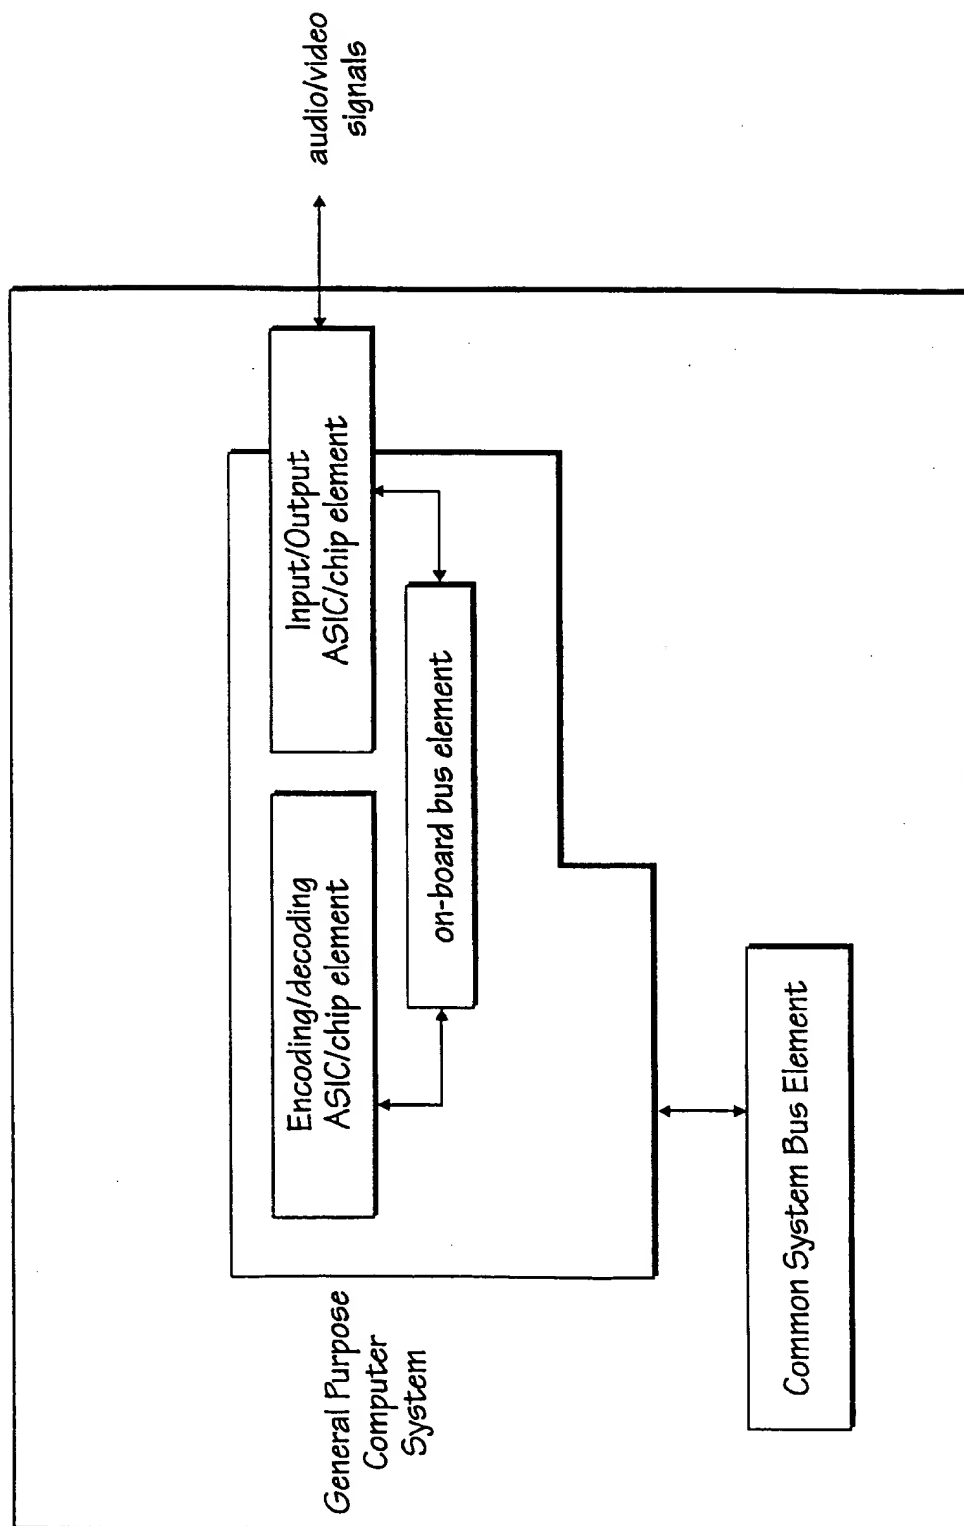 General Purpose
Computer
System
Encoding/decoding
ASIC/chip element
Input/Output
ASIC/chip element
audio/video
signals
on-board bus element
Common System Bus Element